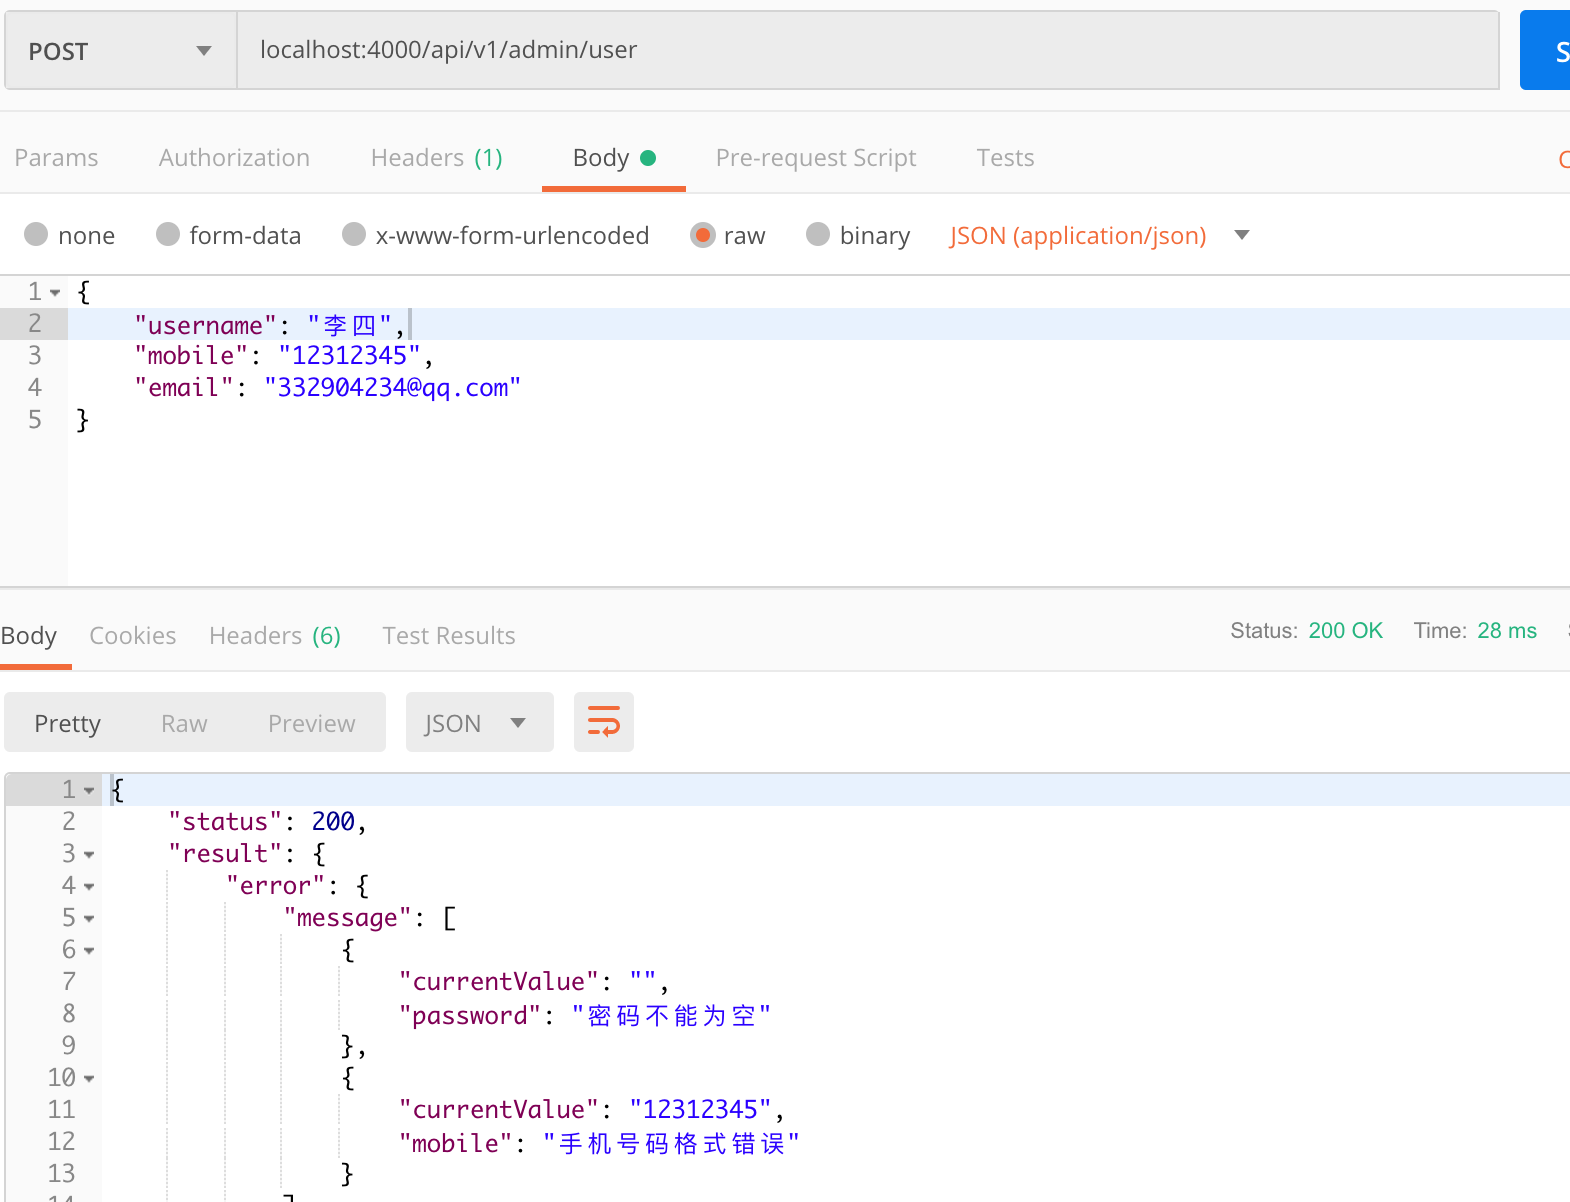 POST localhost:4000/api/v1/admin/user S
Params Authorization Headers (1) Body Pre-request Script Tests
none form-data x-www-form-urlencoded raw binary JSON (application/json)
1 {
2 "username": "李四",
3 "mobile": "12312345",
4 "email": "332904234@qq.com"
5 }
Body Cookies Headers (6) Test Results Status: 200 OK Time: 28 ms
Pretty Raw Preview JSON
1 {
2 "status": 200,
3 "result": {
4 "error": {
5 "message": [
6 {
7 "currentValue": "",
8 "password": "密码不能为空"
9 },
10 {
11 "currentValue": "12312345",
12 "mobile": "手机号码格式错误"
13 }
14 ]